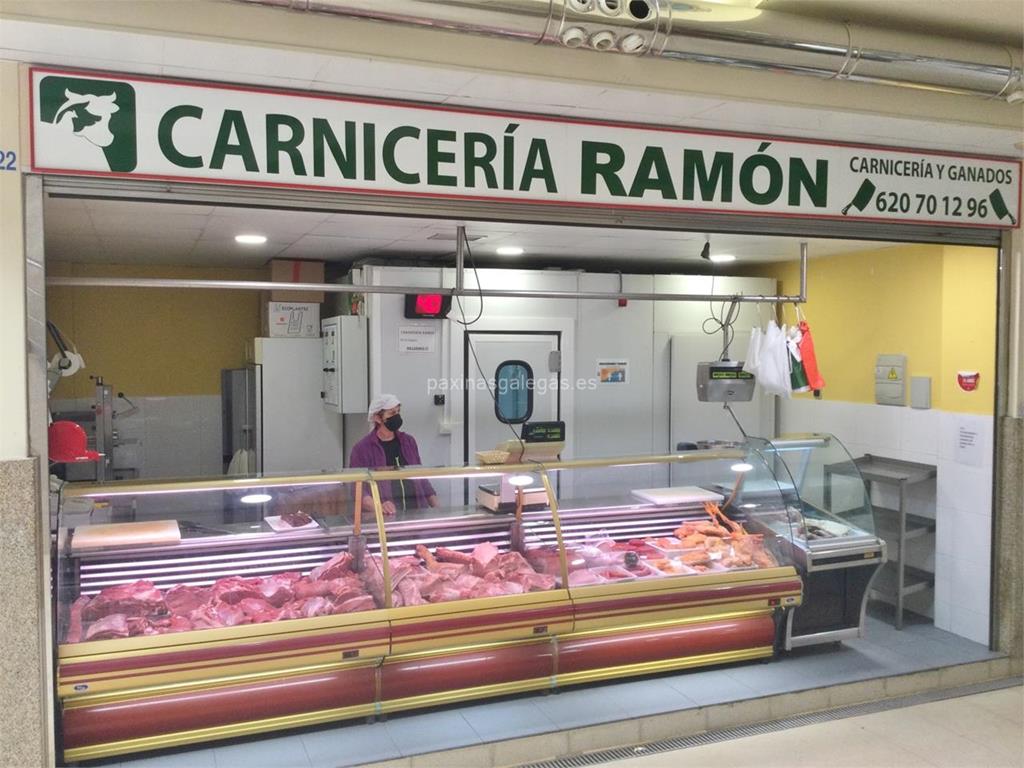 22
CARNICERÍA RAMÓN
CARNICERÍA Y GANADOS
620 70 12 96
paxinasgalegas.es